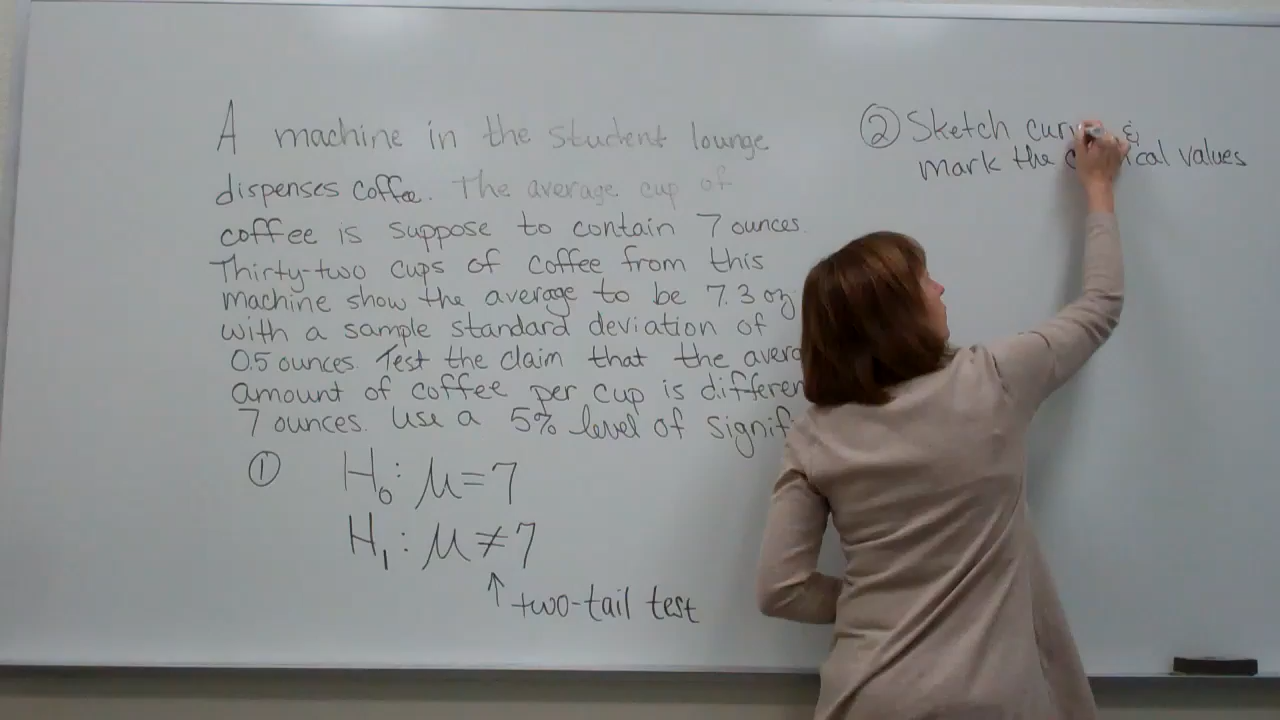 A machine in the student lounge
dispenses coffee. The average cup of
coffee is suppose to contain 7 ounces.
Thirty-two cups of coffee from this
machine show the average to be 7.3 oz
with a sample standard deviation of
0.5 ounces. Test the claim that the
amount of coffee per cup is
7 ounces. Use a 5% level of
① H₀: μ=7
H₁: μ≠7
↑ two-tail test
② Sketch &
mark the values